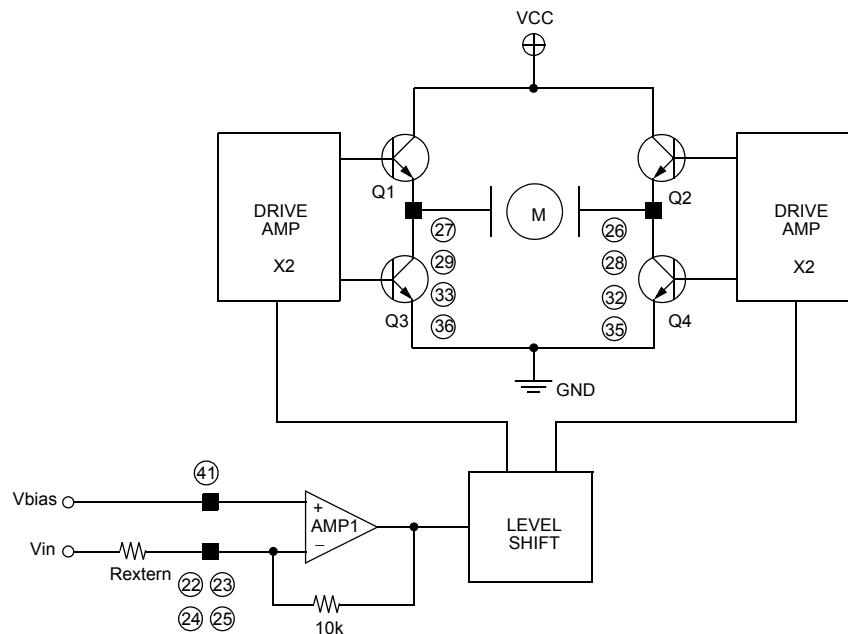 VCC
Q1
Q2
DRIVE
AMP
X2
M
DRIVE
AMP
X2
27
26
29
28
33
32
36
35
Q3
Q4
GND
41
Vbias
+
AMP1
−
LEVEL
SHIFT
Vin
Rextern
22 23
24 25
10k